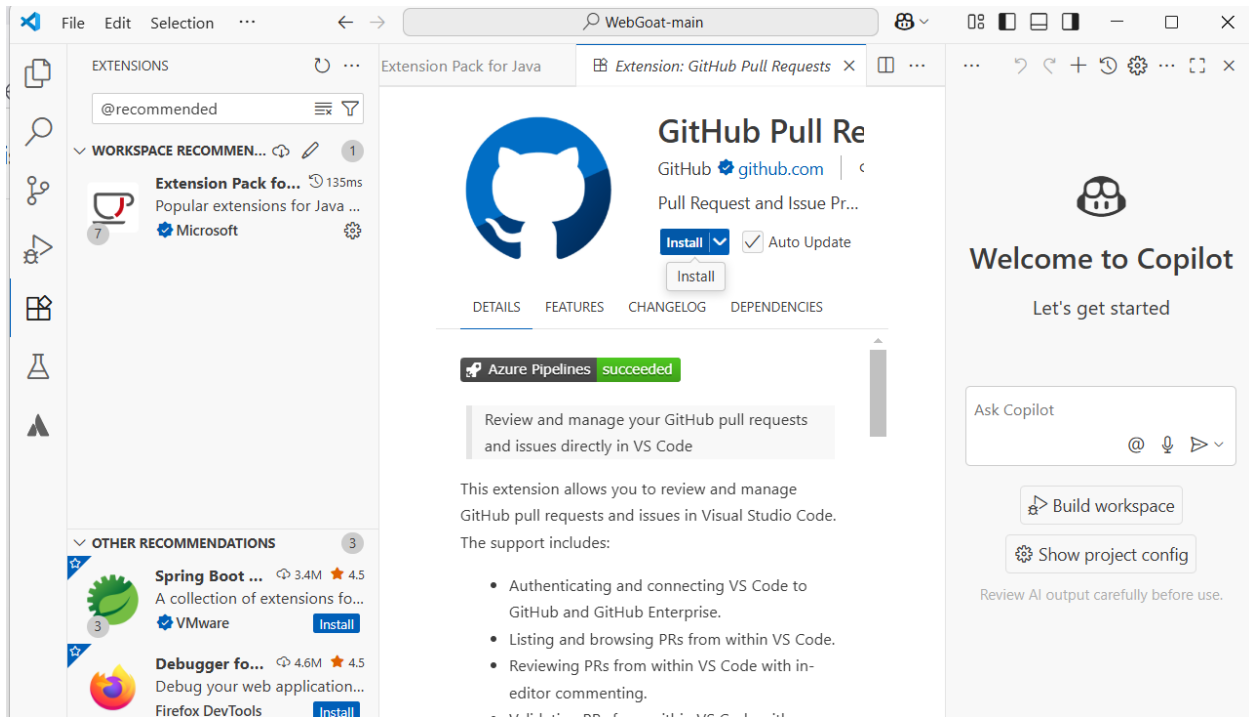 File Edit Selection ···
WebGoat-main
EXTENSIONS
@recommended
WORKSPACE RECOMMEN... 1
Extension Pack fo... 135ms
Popular extensions for Java ...
Microsoft
7
OTHER RECOMMENDATIONS 3
Spring Boot ... 3.4M 4.5
A collection of extensions fo...
VMware Install
3
Debugger fo... 4.6M 4.5
Debug your web application...
Firefox DevTools Install
Extension Pack for Java
Extension: GitHub Pull Requests
GitHub Pull Re
GitHub github.com
Pull Request and Issue Pr...
Install Auto Update
Install
DETAILS FEATURES CHANGELOG DEPENDENCIES
Azure Pipelines succeeded
Review and manage your GitHub pull requests
and issues directly in VS Code
This extension allows you to review and manage
GitHub pull requests and issues in Visual Studio Code.
The support includes:
• Authenticating and connecting VS Code to
GitHub and GitHub Enterprise.
• Listing and browsing PRs from within VS Code.
• Reviewing PRs from within VS Code with in-
editor commenting.
Welcome to Copilot
Let's get started
Ask Copilot
Build workspace
Show project config
Review AI output carefully before use.